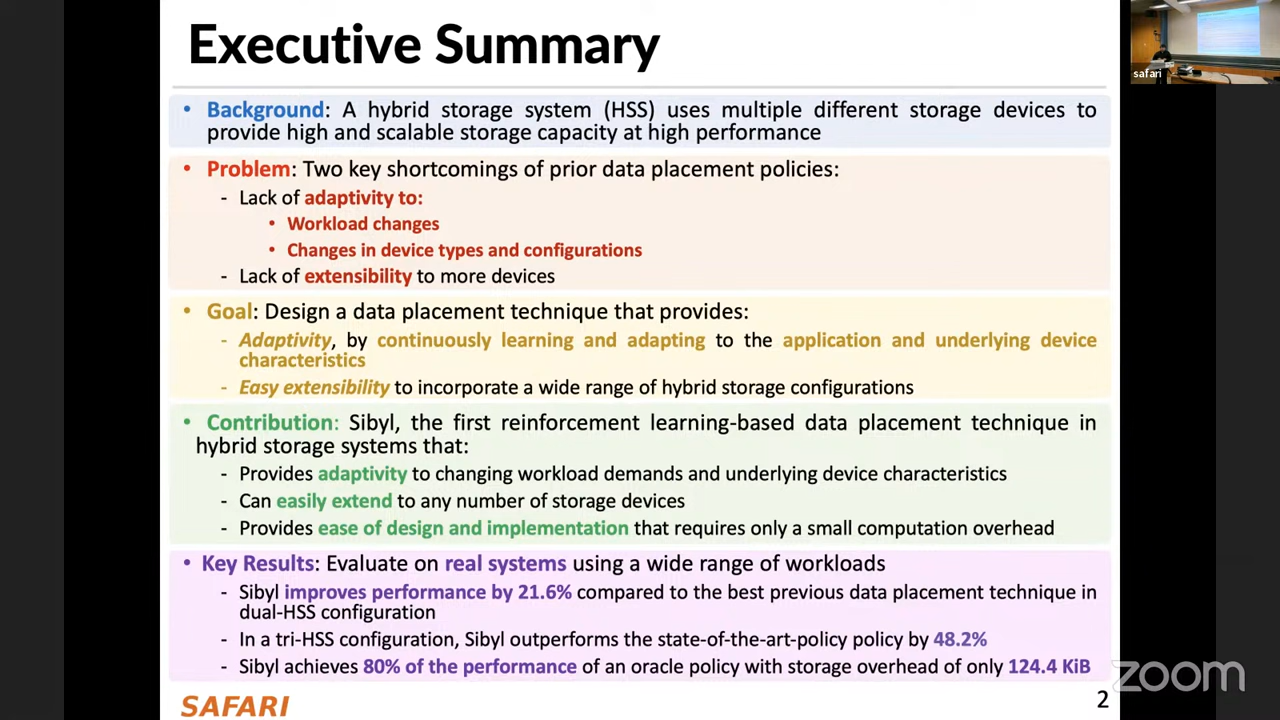 Executive Summary
safari
• Background: A hybrid storage system (HSS) uses multiple different storage devices to
provide high and scalable storage capacity at high performance
• Problem: Two key shortcomings of prior data placement policies:
- Lack of adaptivity to:
• Workload changes
• Changes in device types and configurations
- Lack of extensibility to more devices
• Goal: Design a data placement technique that provides:
- Adaptivity, by continuously learning and adapting to the application and underlying device
characteristics
- Easy extensibility to incorporate a wide range of hybrid storage configurations
• Contribution: Sibyl, the first reinforcement learning-based data placement technique in
hybrid storage systems that:
- Provides adaptivity to changing workload demands and underlying device characteristics
- Can easily extend to any number of storage devices
- Provides ease of design and implementation that requires only a small computation overhead
• Key Results: Evaluate on real systems using a wide range of workloads
- Sibyl improves performance by 21.6% compared to the best previous data placement technique in
dual-HSS configuration
- In a tri-HSS configuration, Sibyl outperforms the state-of-the-art-policy policy by 48.2%
- Sibyl achieves 80% of the performance of an oracle policy with storage overhead of only 124.4 KiB
SAFARI
2
zoom